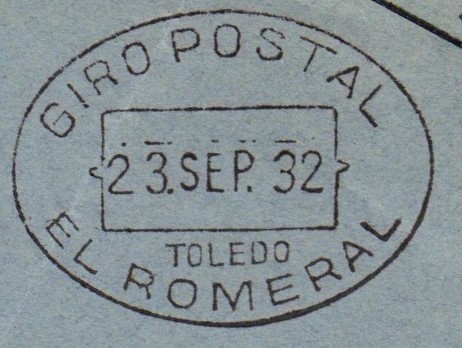 GIRO POSTAL
23.SEP. 32
TOLEDO
EL ROMERAL